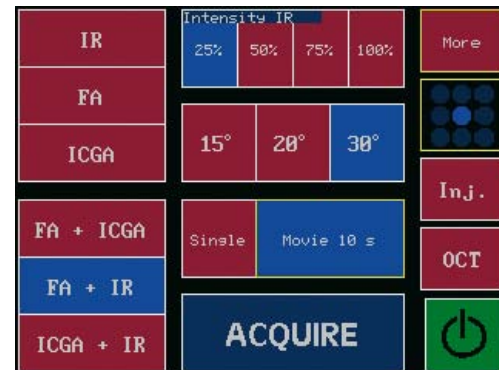 IR
FA
ICGA
FA + ICGA
FA + IR
ICGA + IR
Intensity IR
25% 50% 75% 100%
15° 20° 30°
Single Movie 10 s
ACQUIRE
More
Inj.
OCT